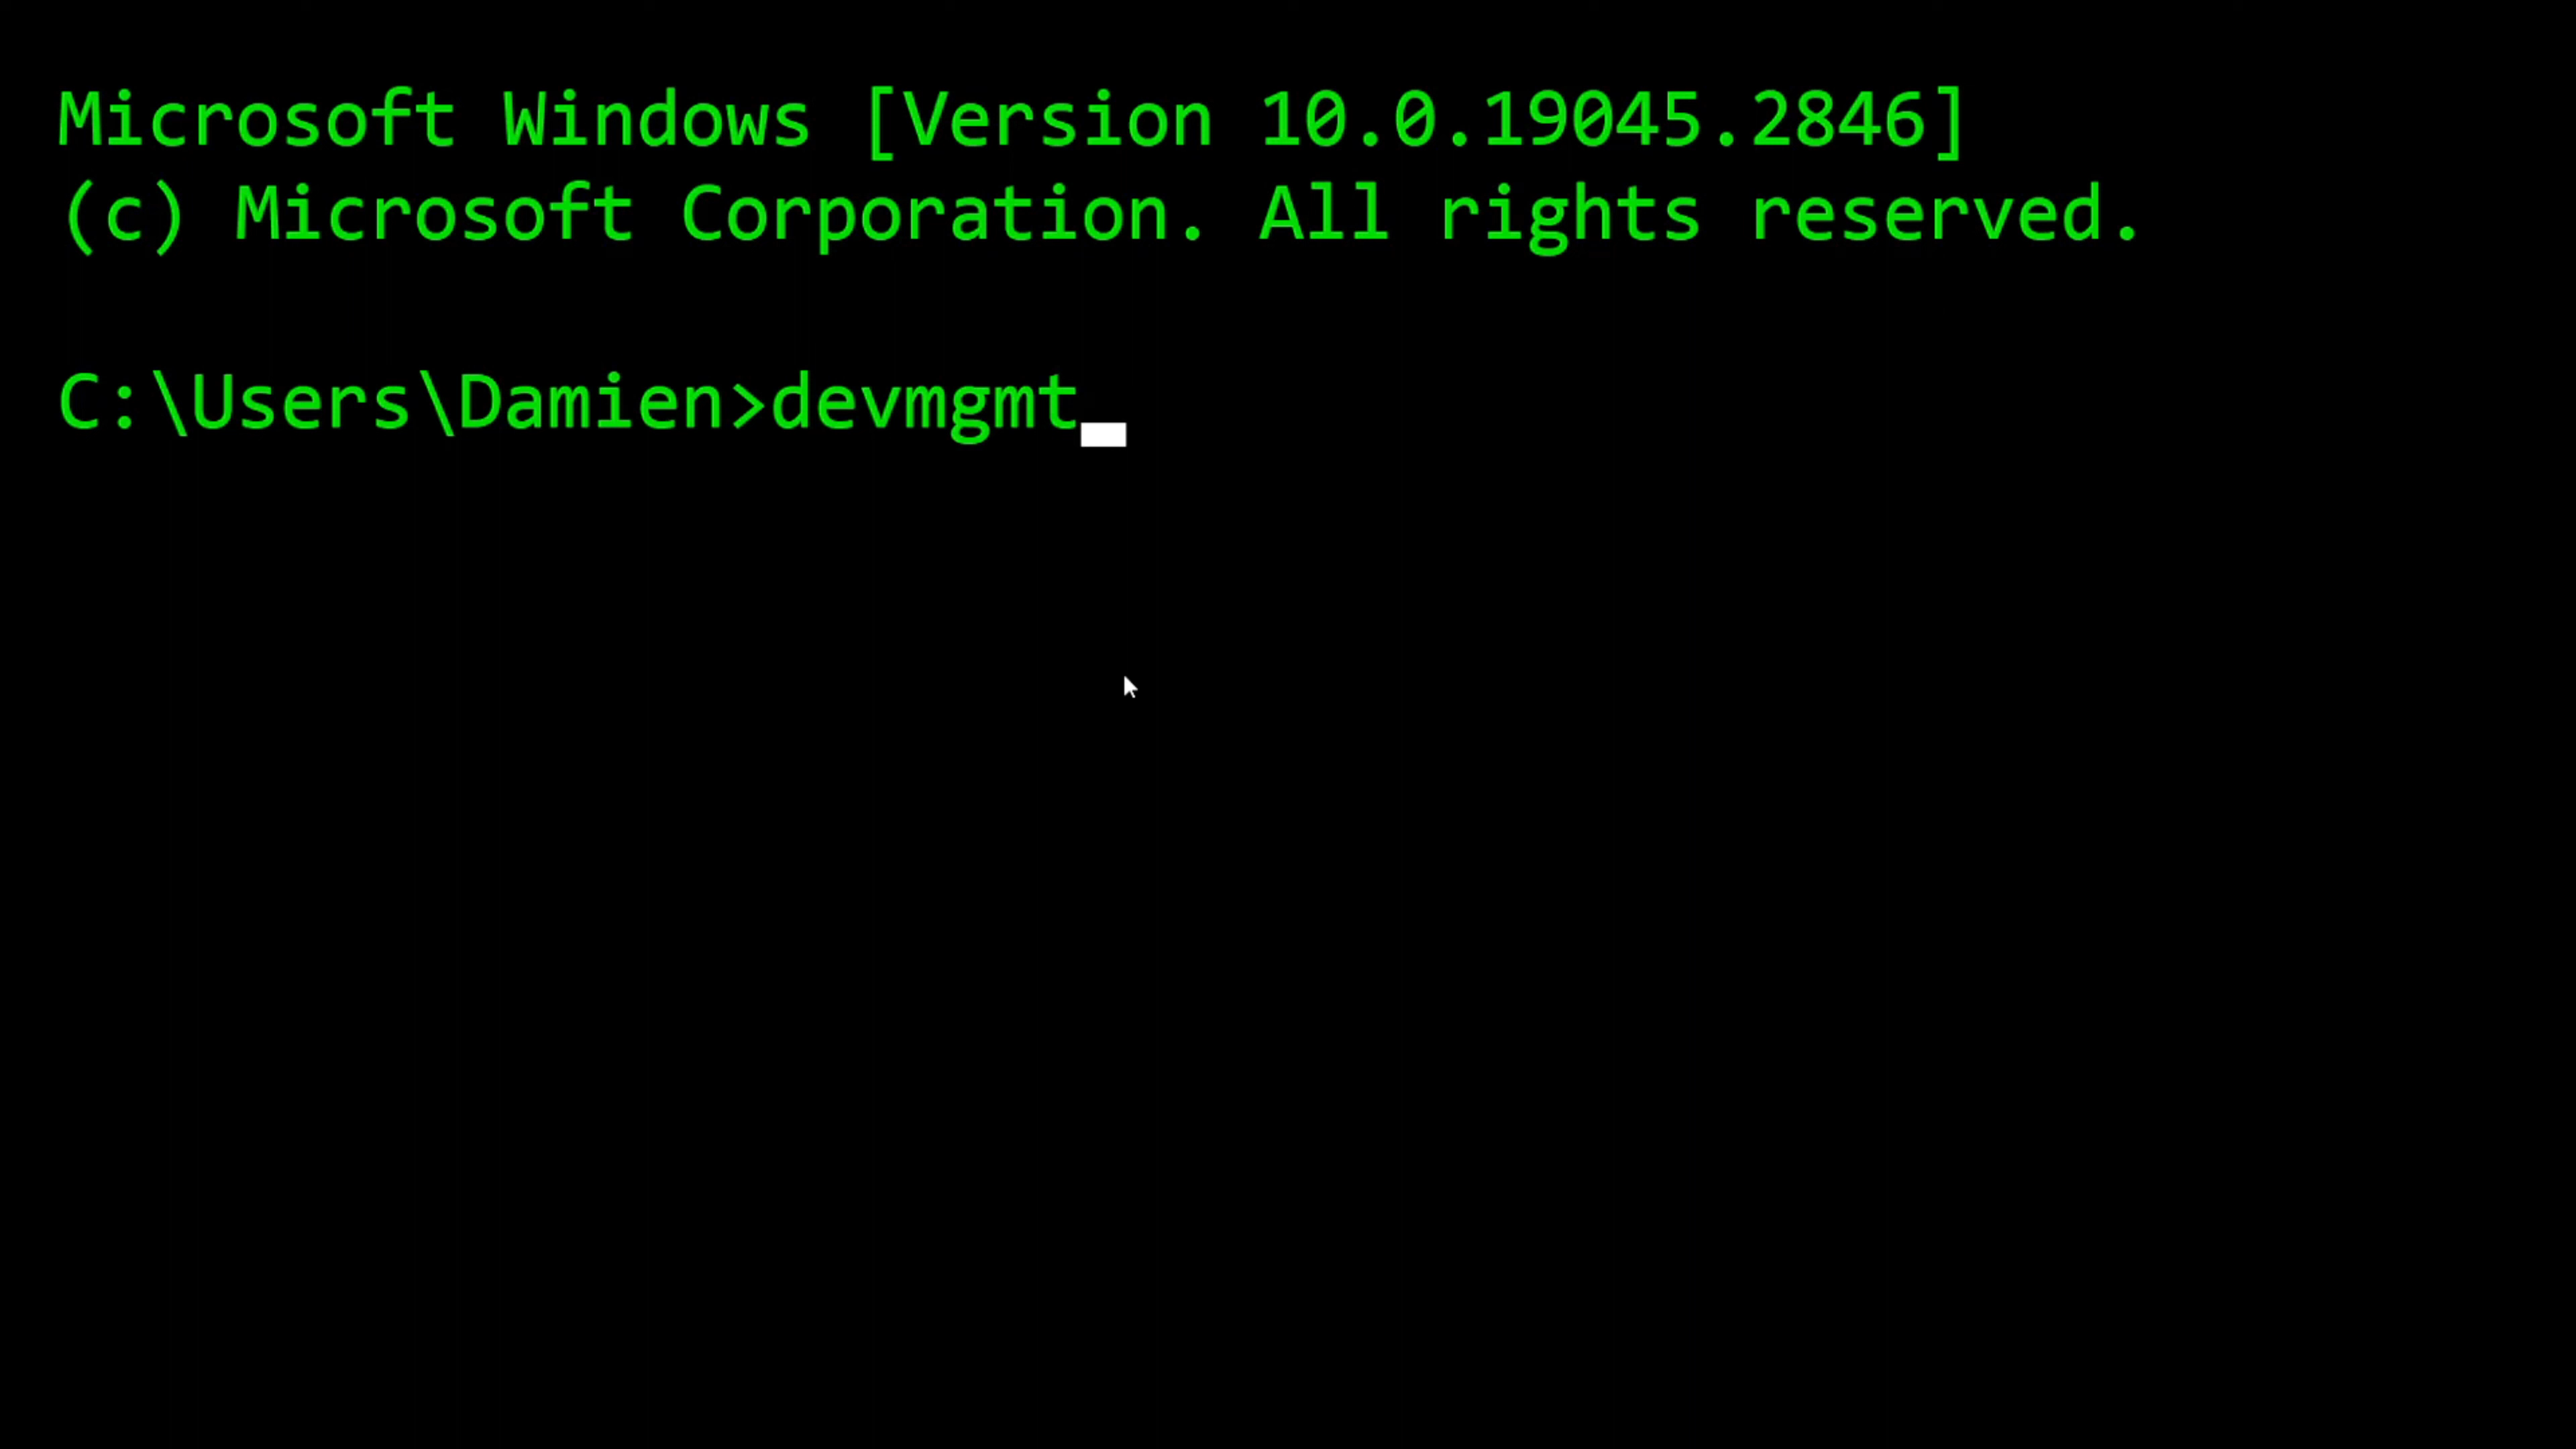 Microsoft Windows [Version 10.0.19045.2846]
(c) Microsoft Corporation. All rights reserved.
C:\Users\Damien>devmgmt